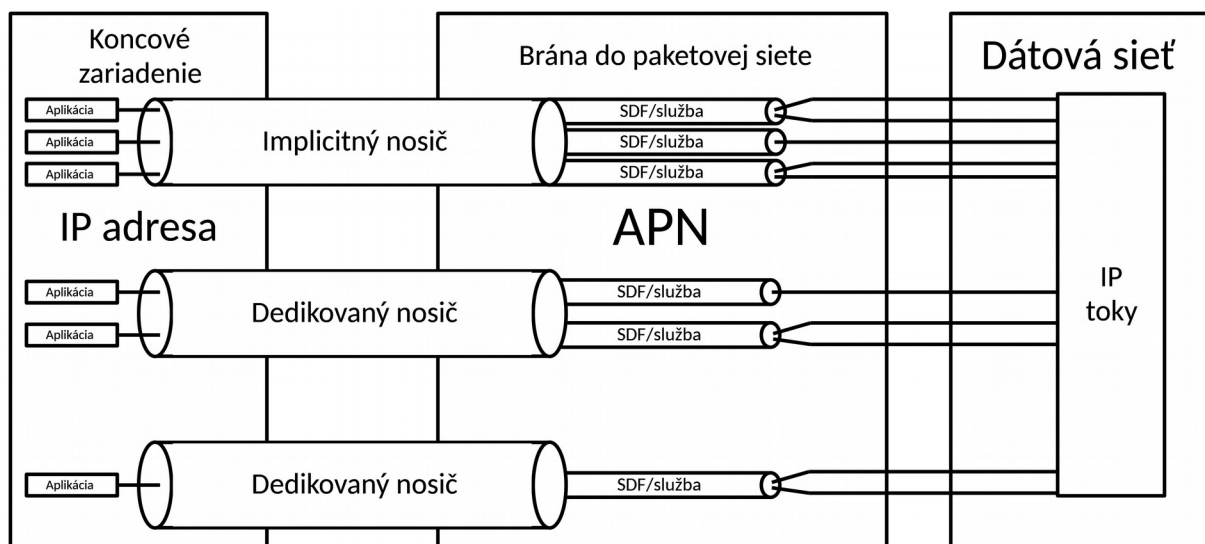 Koncové
zariadenie
Brána do paketovej siete
Dátová sieť
Aplikácia
Aplikácia
Aplikácia
Implicitný nosič
SDF/služba
SDF/služba
SDF/služba
IP adresa
APN
Aplikácia
Aplikácia
Dedikovaný nosič
SDF/služba
SDF/služba
IP
toky
Aplikácia
Dedikovaný nosič
SDF/služba